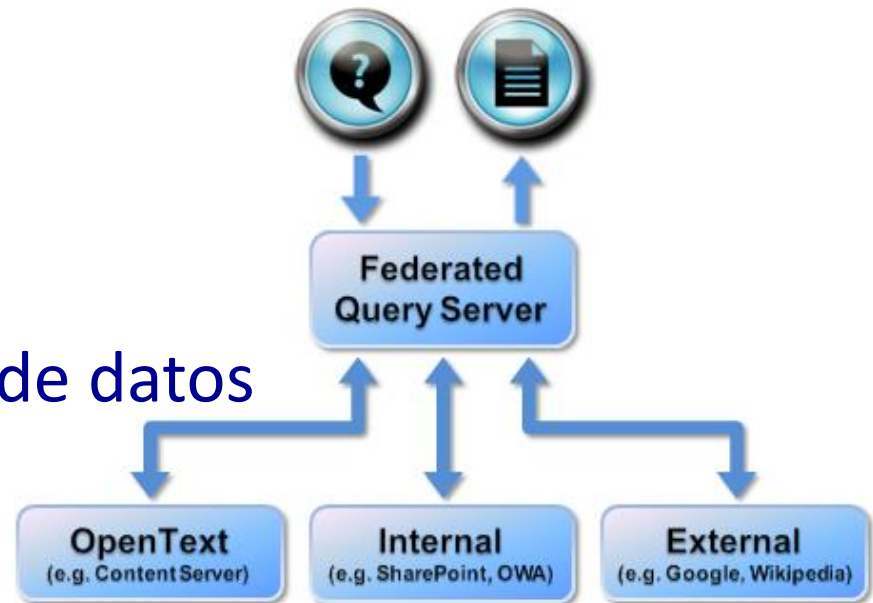 ?
Federated
Query Server
de datos
OpenText
(e.g. Content Server)
Internal
(e.g. SharePoint, OWA)
External
(e.g. Google, Wikipedia)